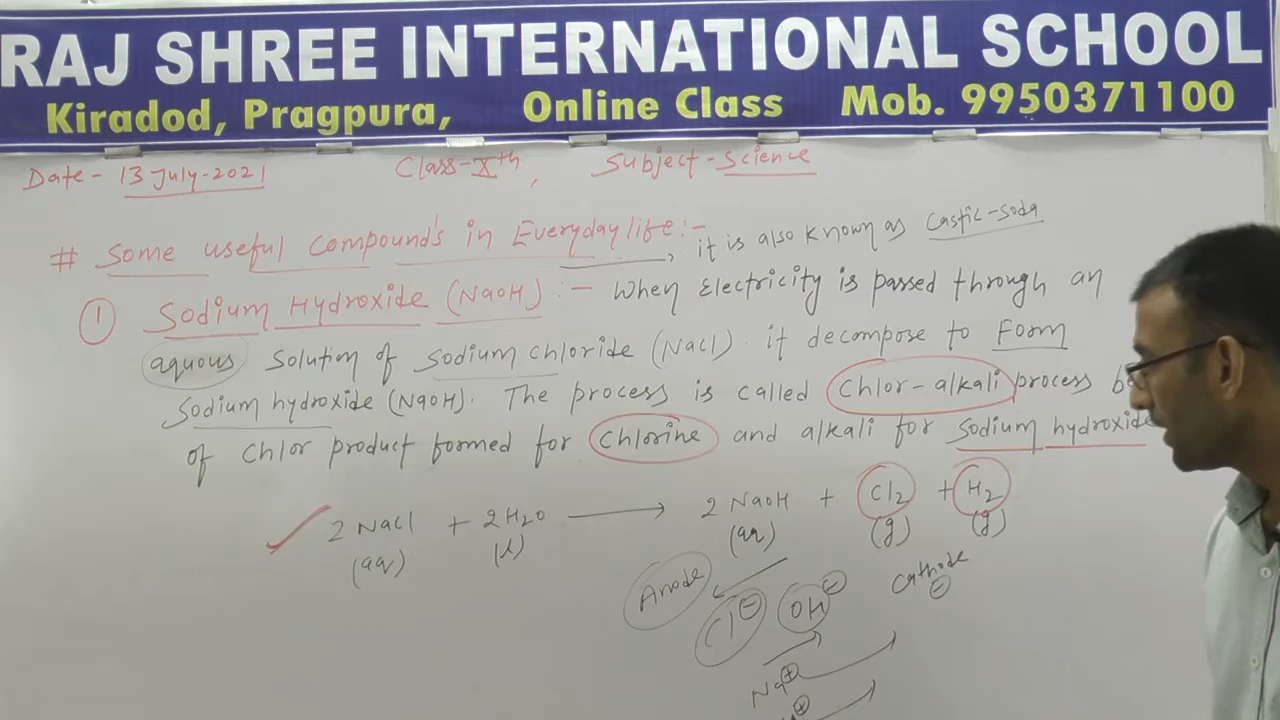 RAJ SHREE INTERNATIONAL SCHOOL
Kiradod, Pragpura, Online Class Mob. 9950371100
Date- 13 July-2021 Class-Xth, Subject-Science
# Some useful Compound's in Everyday life:-
, it is also known as Castic-Soda
① Sodium Hydroxide (NaOH) :- When Electricity is passed through an
aquous solution of sodium chloride (Nacl). it decompose to Form
Sodium hydroxide (NaOH). The process is called Chlor-alkali process
of chlor product formed for Chlorine and alkali for Sodium hydroxide
2 NaCl + 2H₂O → 2 NaOH + Cl₂ + H₂
(aq) (l) (aq) (g) (g)
Anode Cl⊖ OH⊖ Cathode ⊖
Na⊕